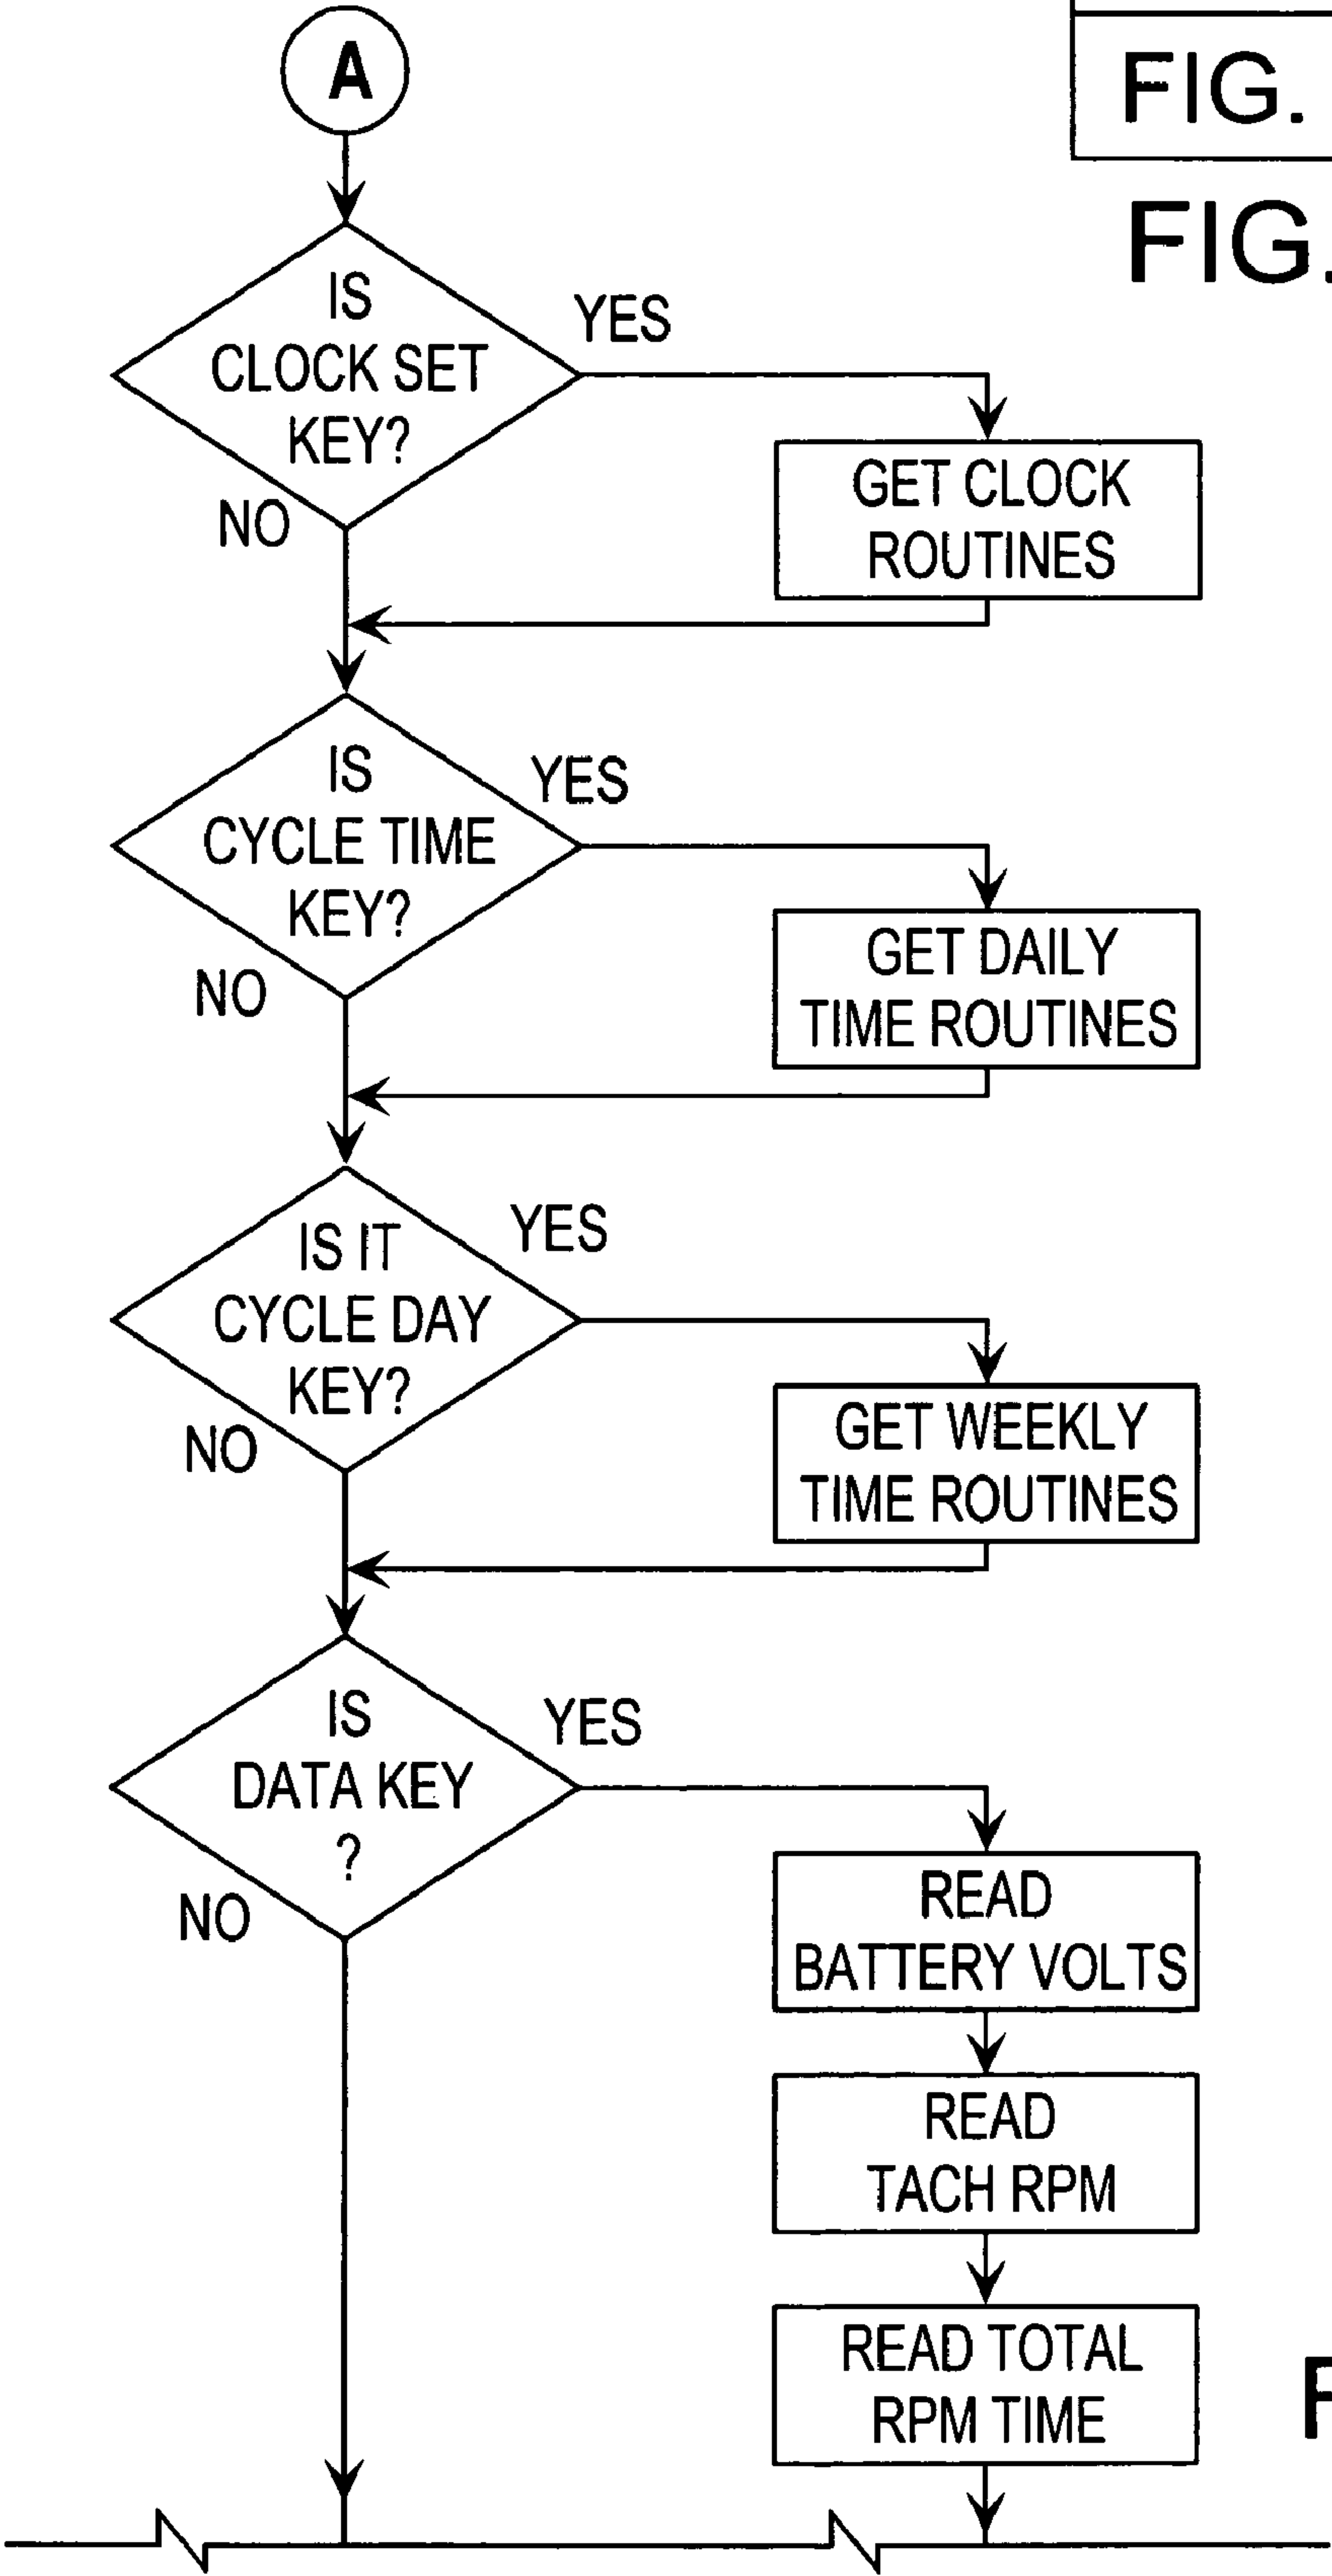 A
FIG.
FIG.
IS
CLOCK SET
KEY?
YES
NO
GET CLOCK
ROUTINES
IS
CYCLE TIME
KEY?
YES
NO
GET DAILY
TIME ROUTINES
IS IT
CYCLE DAY
KEY?
YES
NO
GET WEEKLY
TIME ROUTINES
IS
DATA KEY
?
YES
NO
READ
BATTERY VOLTS
READ
TACH RPM
READ TOTAL
RPM TIME